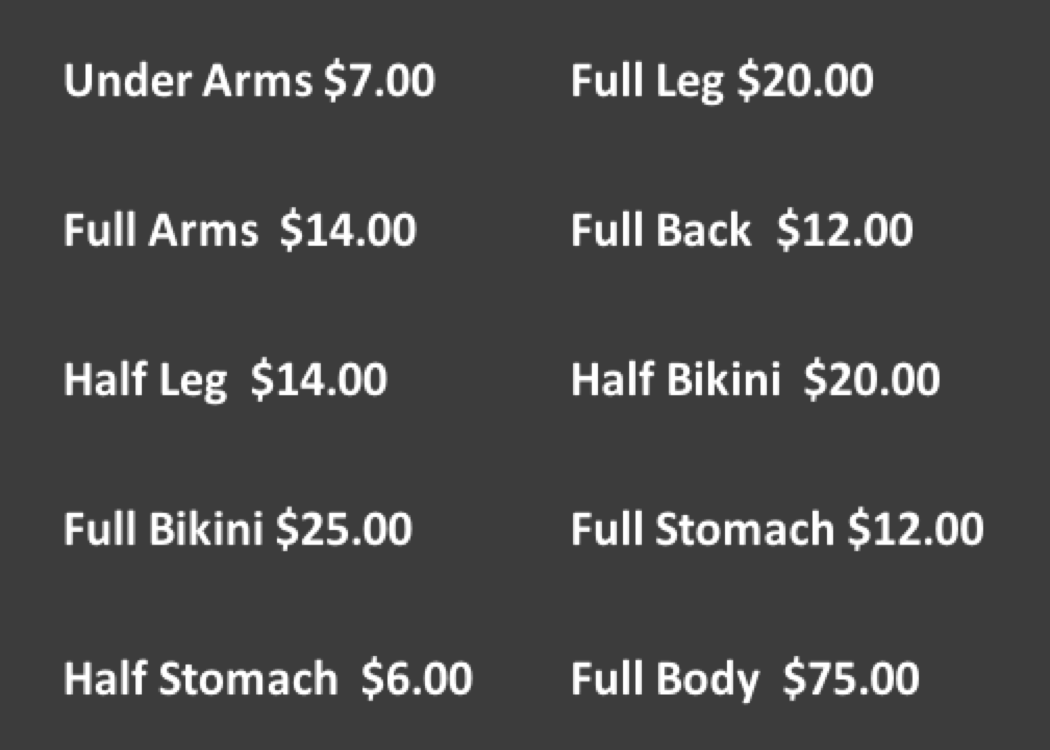 Under Arms $7.00 Full Leg $20.00
Full Arms $14.00 Full Back $12.00
Half Leg $14.00 Half Bikini $20.00
Full Bikini $25.00 Full Stomach $12.00
Half Stomach $6.00 Full Body $75.00